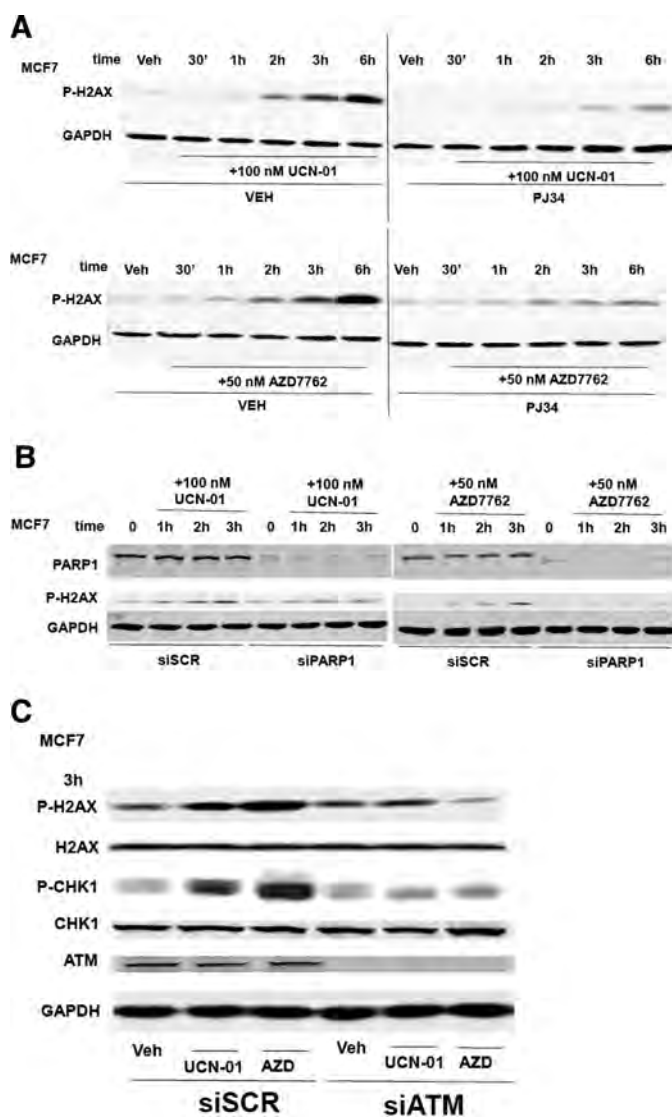 A
MCF7 time Veh 30' 1h 2h 3h 6h Veh 30' 1h 2h 3h 6h
P-H2AX
GAPDH
+100 nM UCN-01 +100 nM UCN-01
VEH PJ34
MCF7 time Veh 30' 1h 2h 3h 6h Veh 30' 1h 2h 3h 6h
P-H2AX
GAPDH
+50 nM AZD7762 +50 nM AZD7762
VEH PJ34
B
+100 nM +100 nM +50 nM +50 nM
UCN-01 UCN-01 AZD7762 AZD7762
MCF7 time 0 1h 2h 3h 0 1h 2h 3h 0 1h 2h 3h 0 1h 2h 3h
PARP1
P-H2AX
GAPDH
siSCR siPARP1 siSCR siPARP1
C
MCF7
3h
P-H2AX
H2AX
P-CHK1
CHK1
ATM
GAPDH
Veh UCN-01 AZD Veh UCN-01 AZD
siSCR siATM